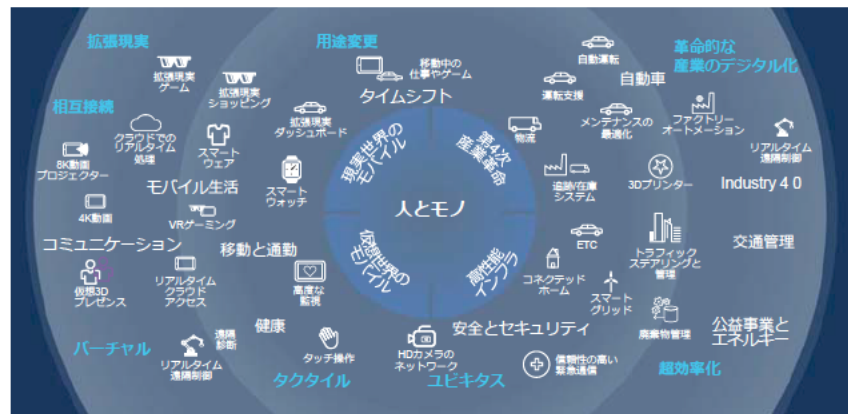 拡張現実
用途変更
革命的な
産業のデジタル化
拡張現実
ゲーム
拡張現実
ショッピング
移動中の
仕事やゲーム
タイムシフト
自動運転
自動車
運転支援
相互接続
クラウドでの
リアルタイム
処理
スマート
ウェア
拡張現実
ダッシュボード
現実世界の
モバイル
第4次
産業革命
物流
メンテナンスの
最適化
ファクトリー
オートメーション
リアルタイム
遠隔制御
8K動画
プロジェクター
モバイル生活
スマート
ウォッチ
人とモノ
追跡/在庫
システム
3Dプリンター
Industry 4 0
4K動画
VRゲーミング
コミュニケーション
移動と通勤
仮想世界の
モバイル
高性能
インフラ
ETC
コネクテッド
ホーム
トラフィック
ステアリングと
管理
交通管理
仮想3D
プレゼンス
リアルタイム
クラウド
アクセス
高度な
監視
スマート
グリッド
廃棄物管理
公益事業と
エネルギー
健康
安全とセキュリティ
バーチャル
遠隔
診断
リアルタイム
遠隔制御
タッチ操作
HDカメラの
ネットワーク
信頼性の高い
緊急通信
タクタイル
ユビキタス
超効率化